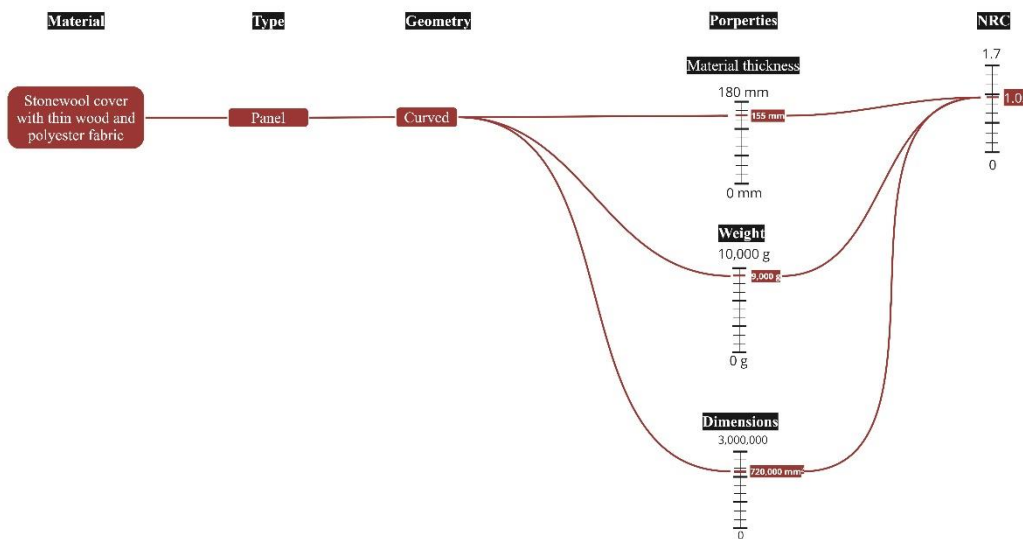 Material
Type
Geometry
Porperties
NRC
Stonewool cover
with thin wood and
polyester fabric
Panel
Curved
Material thickness
180 mm
155 mm
0 mm
1.7
1.0
0
Weight
10,000 g
9,000 g
0 g
Dimensions
3,000,000
720,000 mm²
0